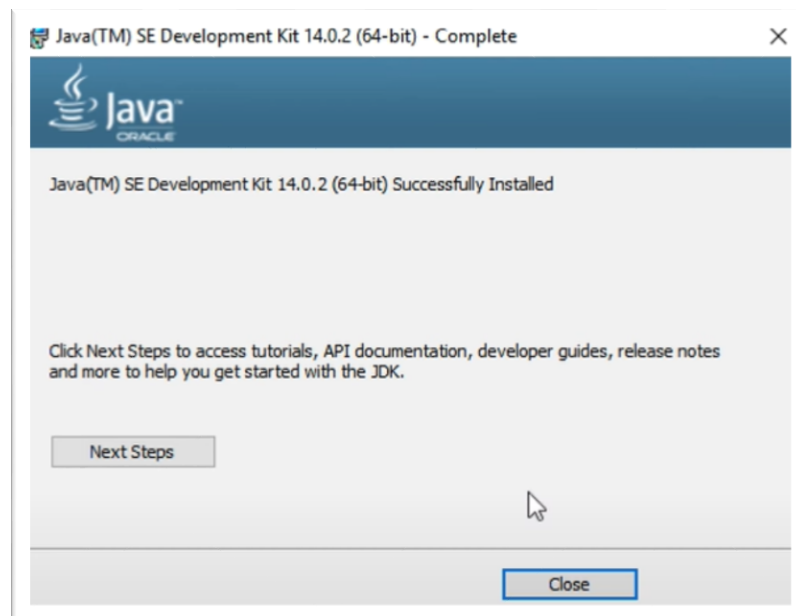 Java(TM) SE Development Kit 14.0.2 (64-bit) - Complete
Java™
ORACLE
Java(TM) SE Development Kit 14.0.2 (64-bit) Successfully Installed
Click Next Steps to access tutorials, API documentation, developer guides, release notes
and more to help you get started with the JDK.
Next Steps
Close